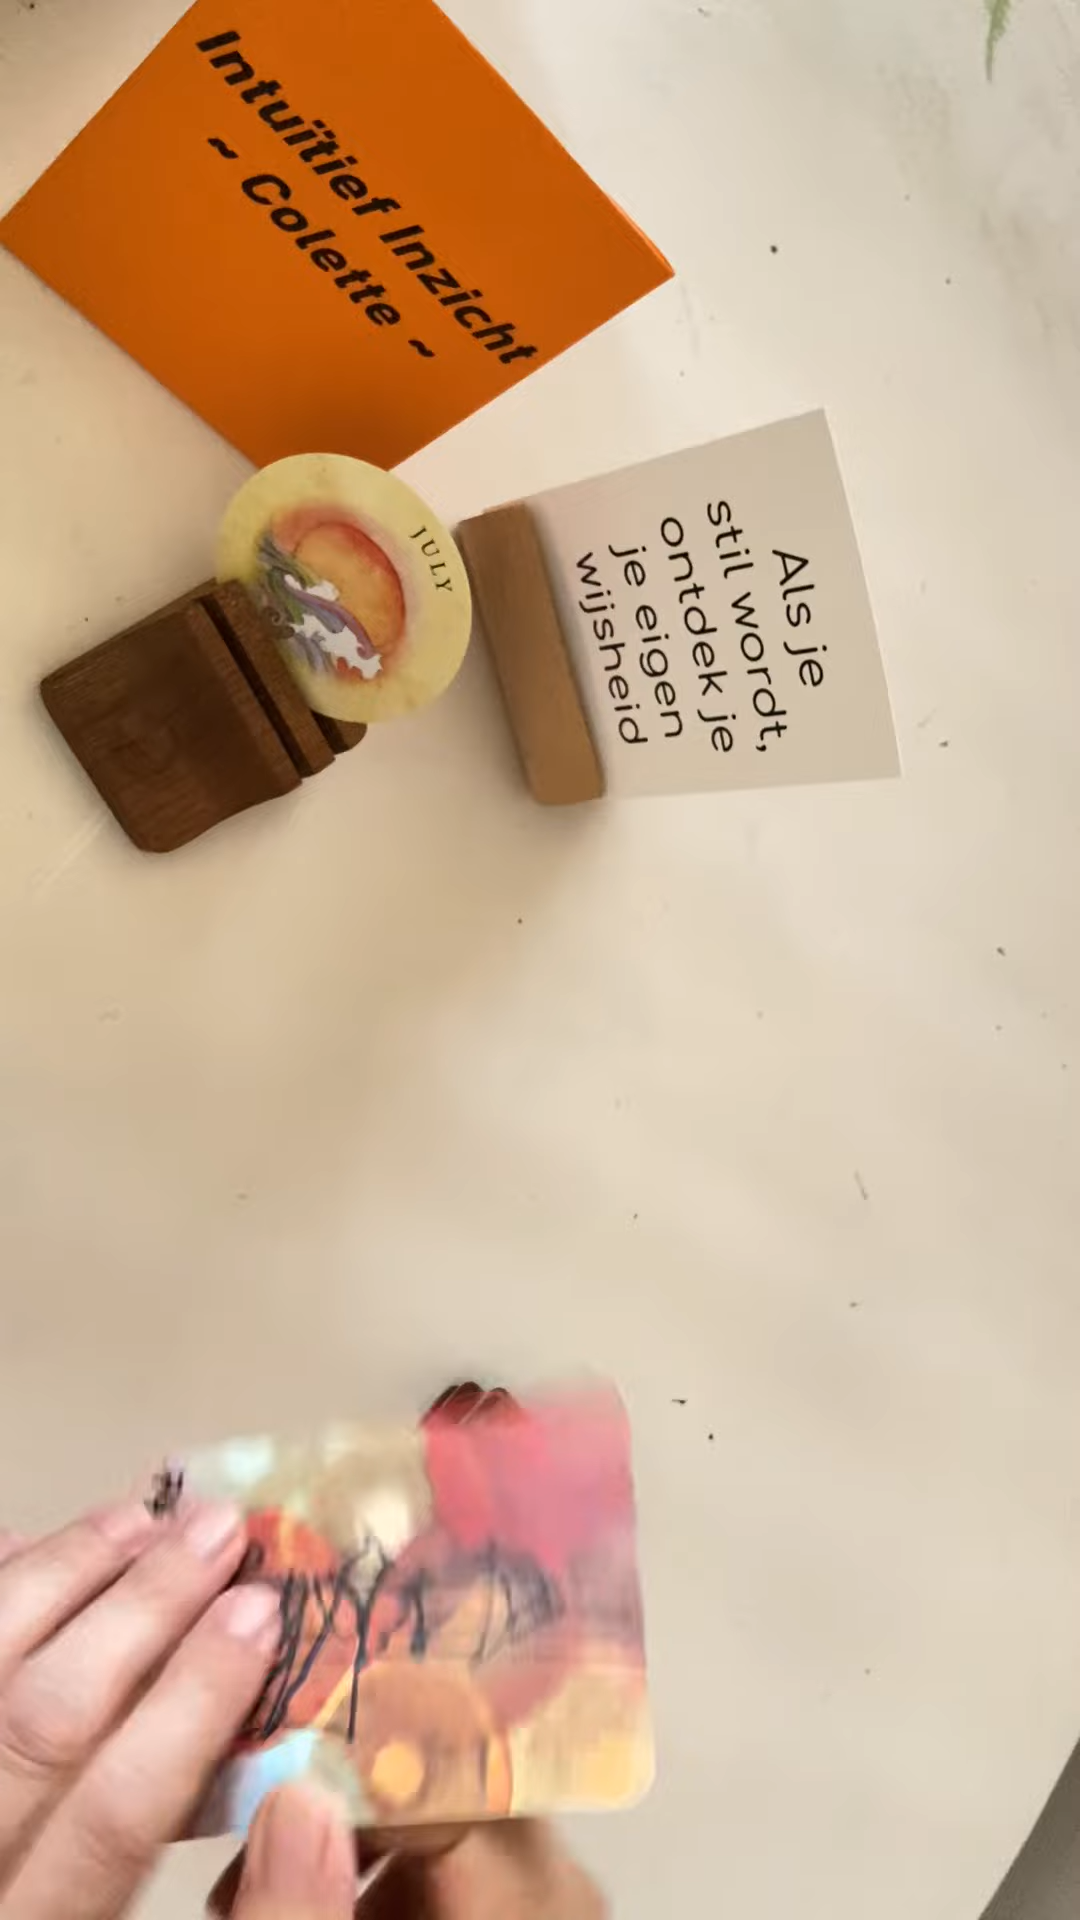 Intuïtief Inzicht
~ Colette ~
JULY
Als je
stil wordt,
ontdek je
je eigen
wijsheid